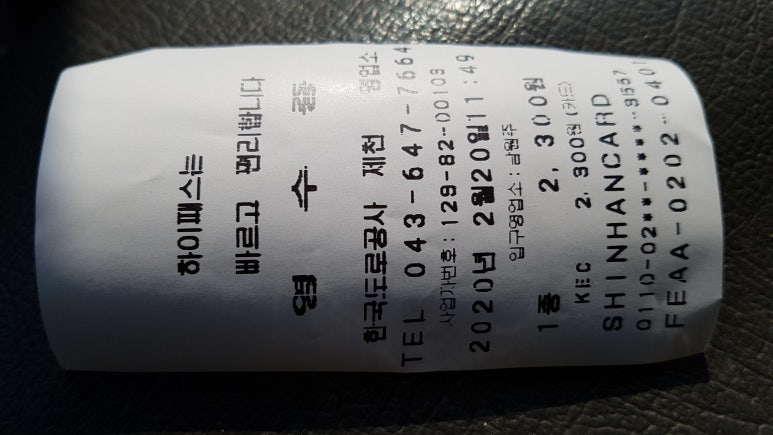 하이패스는
빠르고 편리합니다
영 수 증
한국도로공사 제천 영업소
TEL 043-647-7664
사업자번호:129-82-00103
2020년 2월20일11:49
입구영업소:남원주
1종 2,300원
KEC 2,300원(카드)
SHINHANCARD
0110-02**-****-9567
FEAA-0202-0401